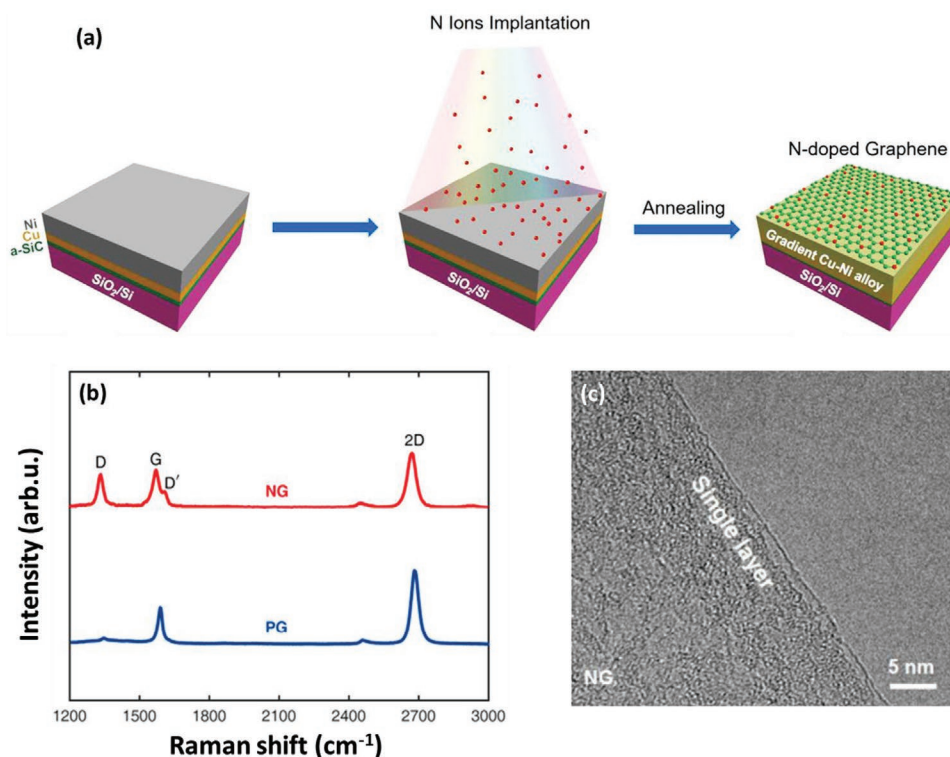 (a)
N Ions Implantation
Ni
Cu
a-SiC
SiO₂/Si
SiO₂/Si
Annealing
N-doped Graphene
Gradient Cu-Ni alloy
SiO₂/Si
(b)
Intensity (arb.u.)
D
G
D′
2D
NG
PG
1200 1500 1800 2100 2400 2700 3000
Raman shift (cm⁻¹)
(c)
Single layer
NG
5 nm